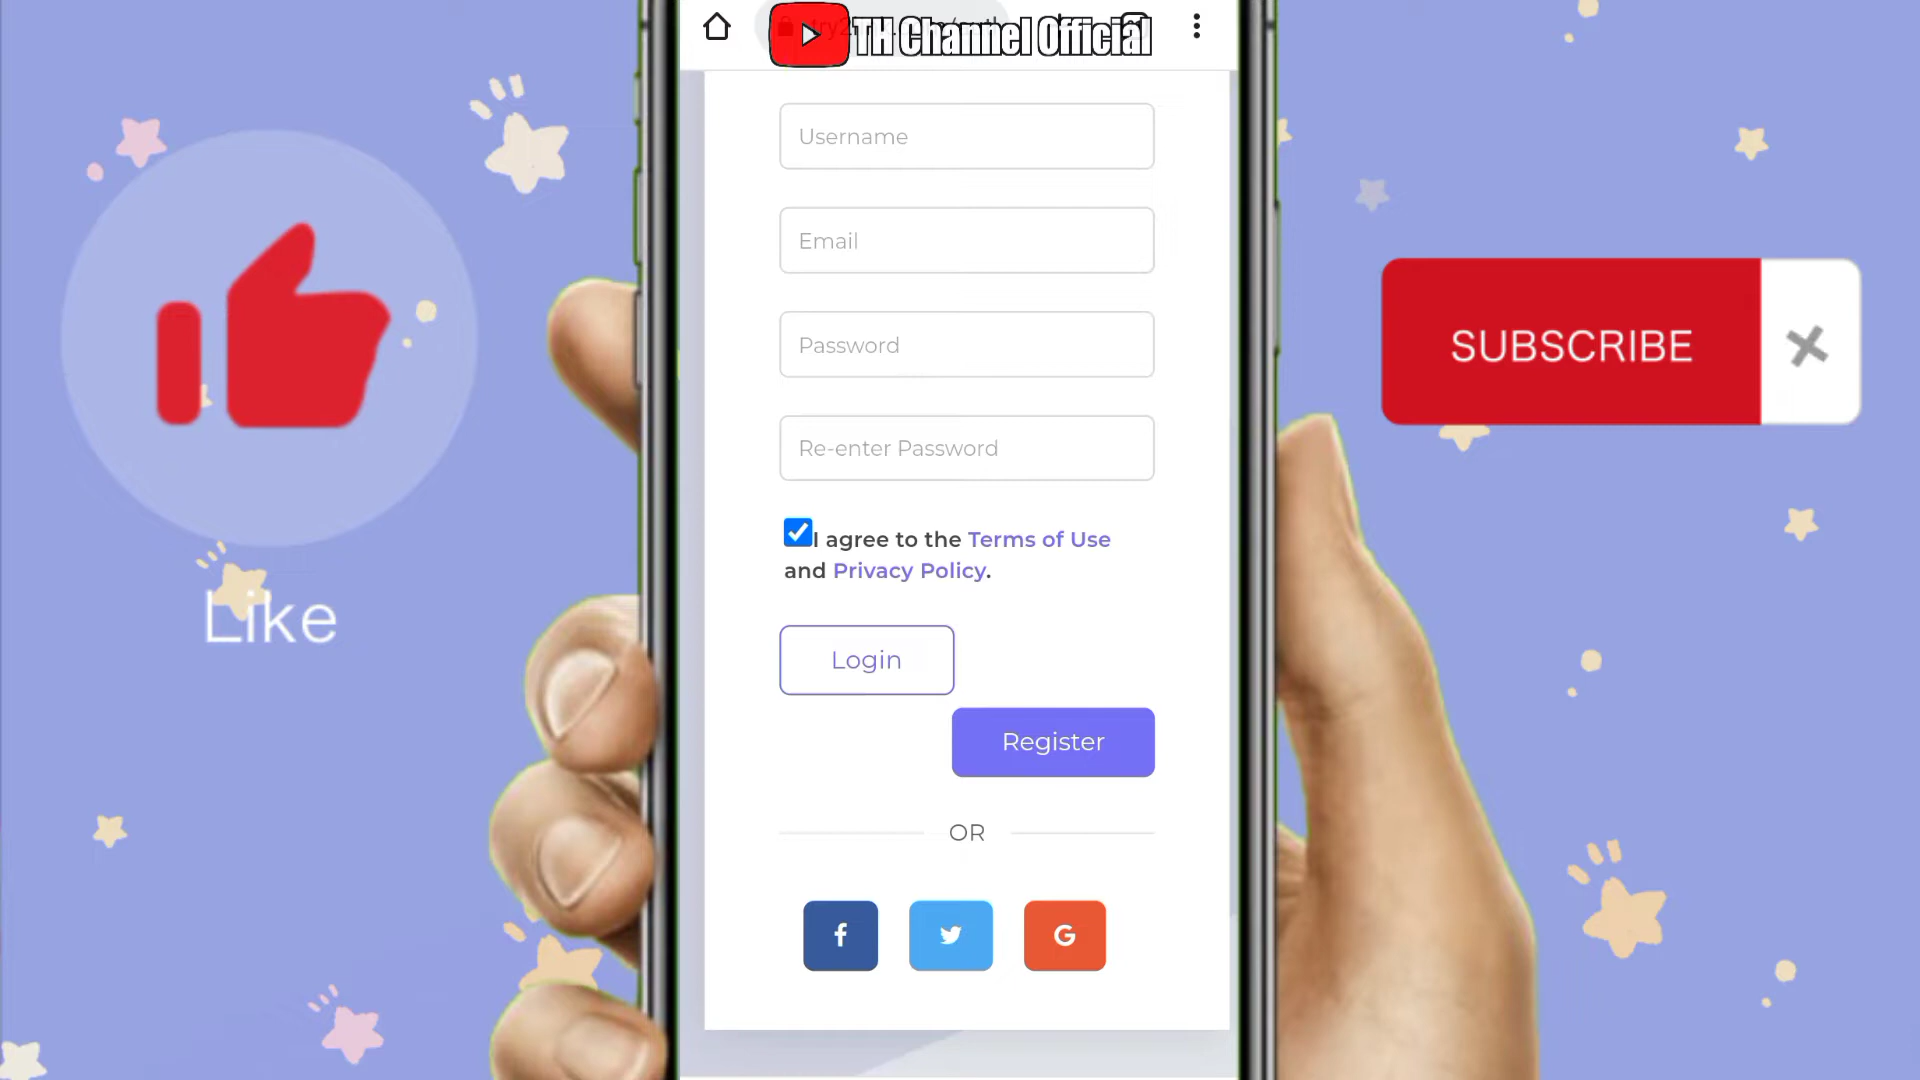 TH Channel Official
Username
Email
Password
Re-enter Password
I agree to the Terms of Use
and Privacy Policy.
Login
Register
OR
f
G
Like
SUBSCRIBE